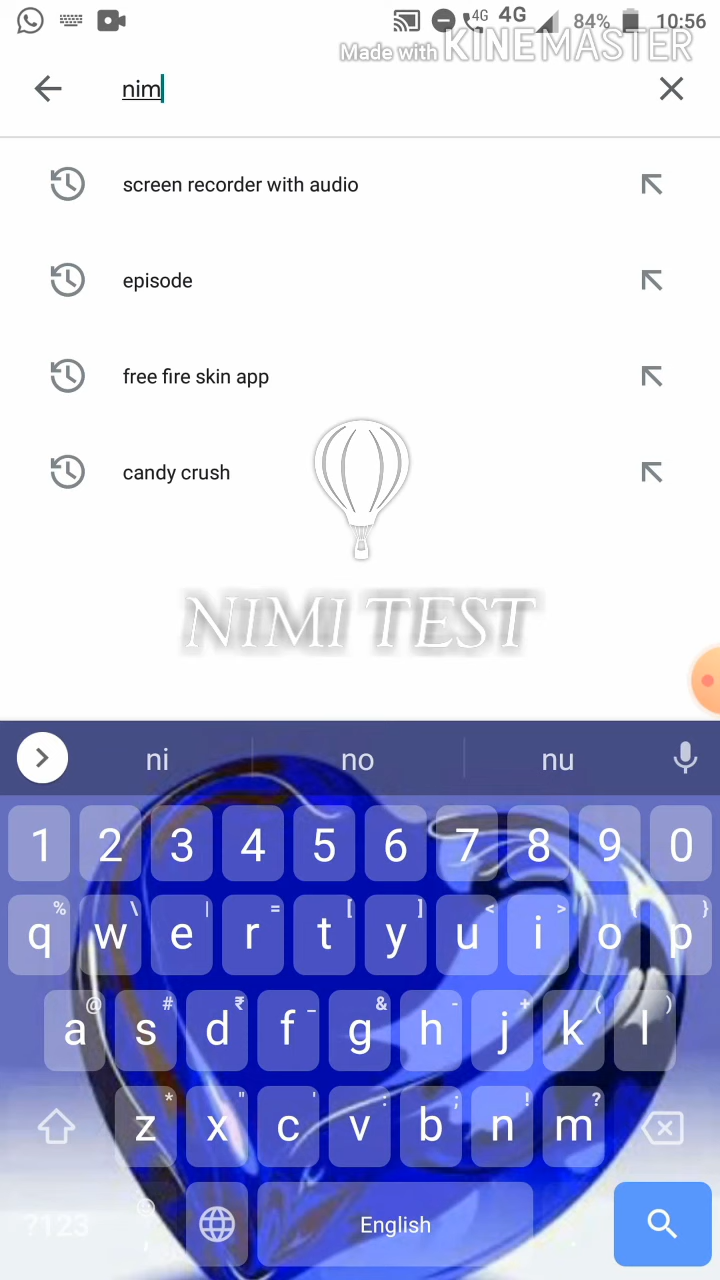 4G 4G 84% 10:56
Made with KINEMASTER
nim
screen recorder with audio
episode
free fire skin app
candy crush
NIMI TEST
ni no nu
1 2 3 4 5 6 7 8 9 0
% \ | = [ ] < > { }
q w e r t y u i o p
@ # ₹ _ & - + ( )
a s d f g h j k l
* " ' : ; ! ?
z x c v b n m
?123 , English .